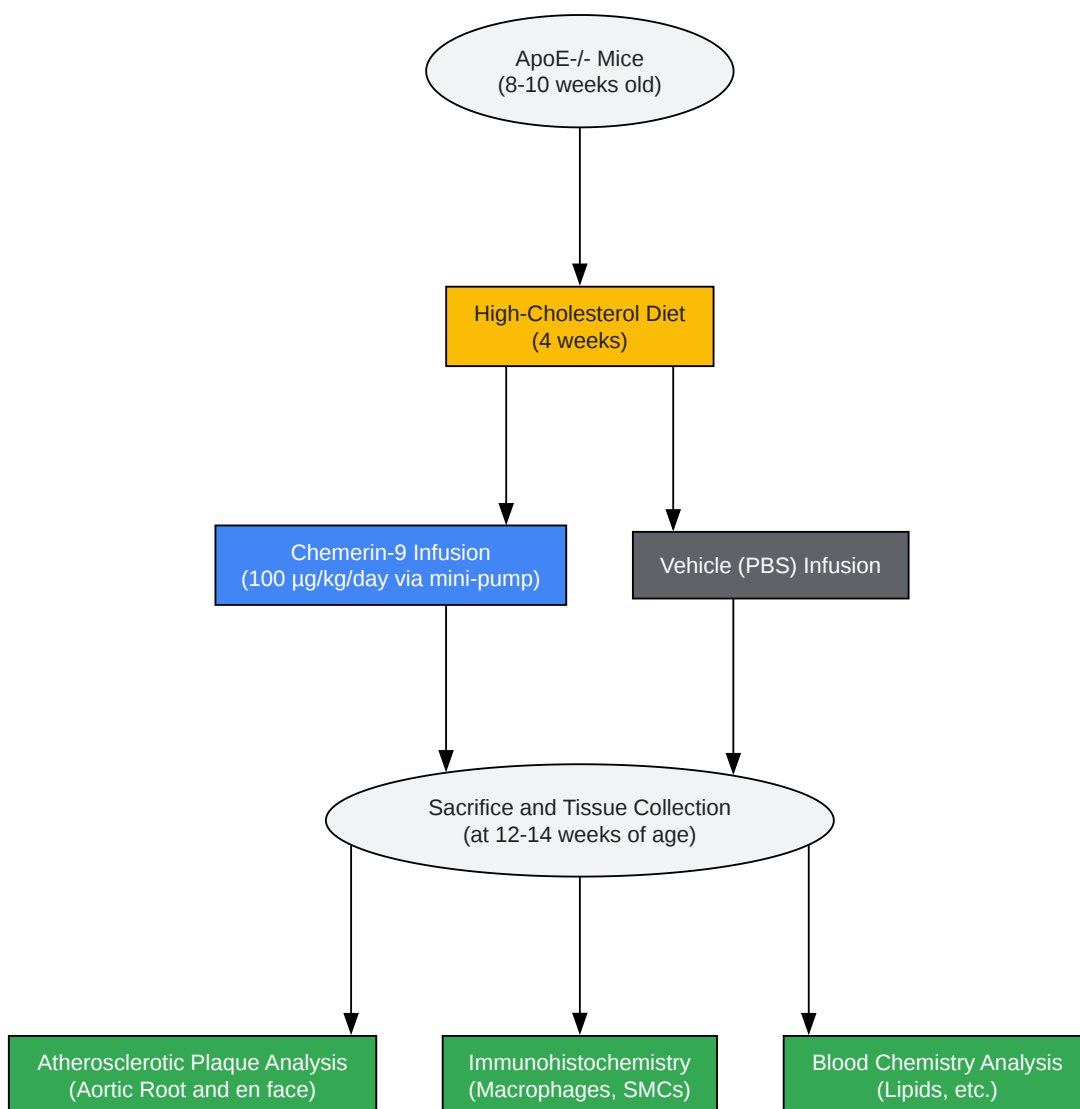 ApoE-/- Mice
(8-10 weeks old)
High-Cholesterol Diet
(4 weeks)
Chemerin-9 Infusion
(100 µg/kg/day via mini-pump)
Vehicle (PBS) Infusion
Sacrifice and Tissue Collection
(at 12-14 weeks of age)
Atherosclerotic Plaque Analysis
(Aortic Root and en face)
Immunohistochemistry
(Macrophages, SMCs)
Blood Chemistry Analysis
(Lipids, etc.)